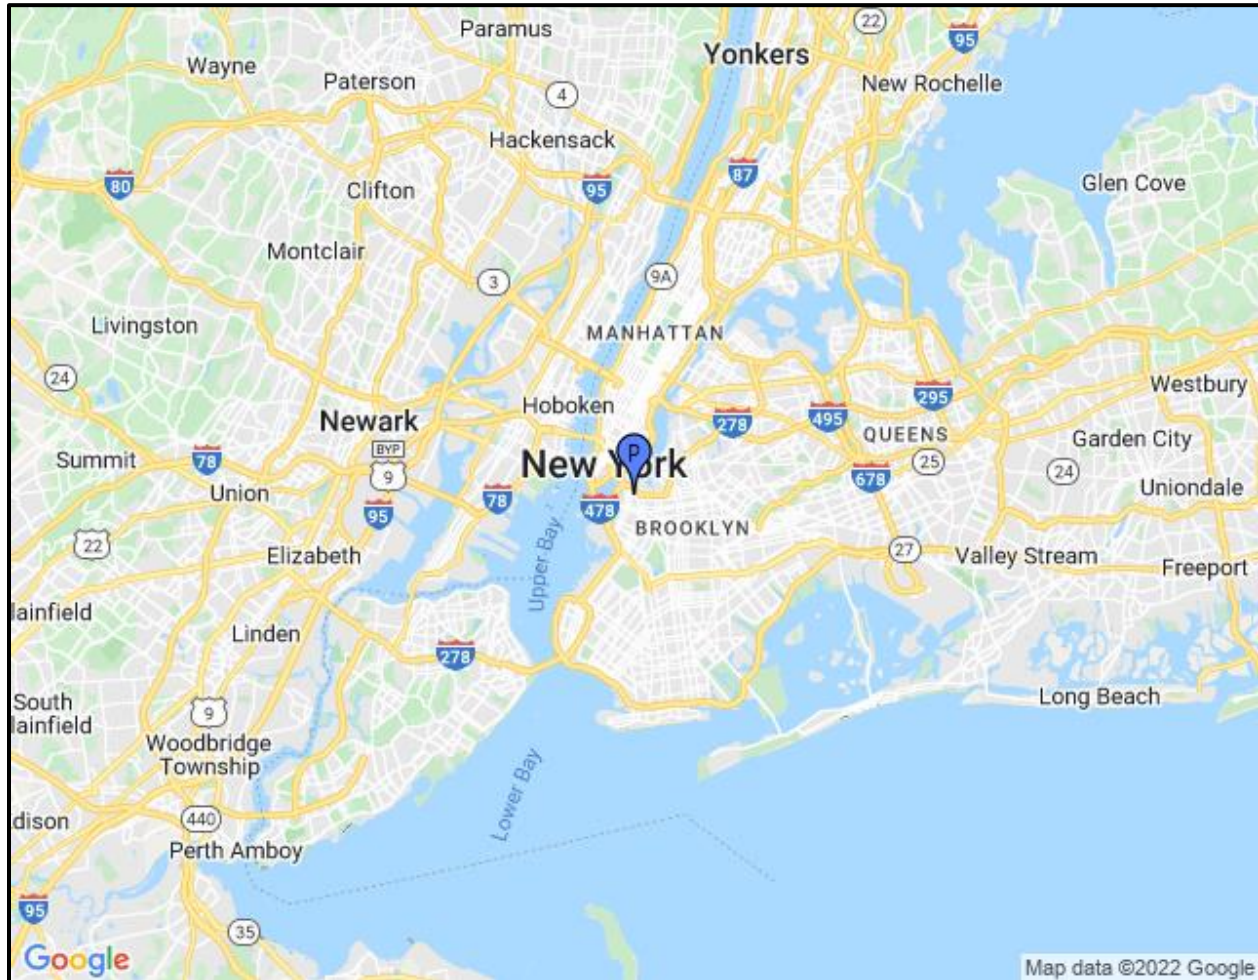 Paramus
22
95
Wayne
Yonkers
Paterson
4
New Rochelle
Hackensack
80
Clifton
95
87
Glen Cove
Montclair
3
9A
Livingston
MANHATTAN
24
Westbury
Newark
Hoboken
278
495
295
QUEENS
Garden City
BYP
Summit
78
9
New York
P
25
24
Union
95
78
478
678
Uniondale
22
BROOKLYN
Elizabeth
Upper Bay
27
Valley Stream
Freeport
lainfield
Linden
278
South
lainfield
9
Long Beach
Woodbridge
Township
Lower Bay
440
dison
Perth Amboy
95
35
Google
Map data ©2022 Google